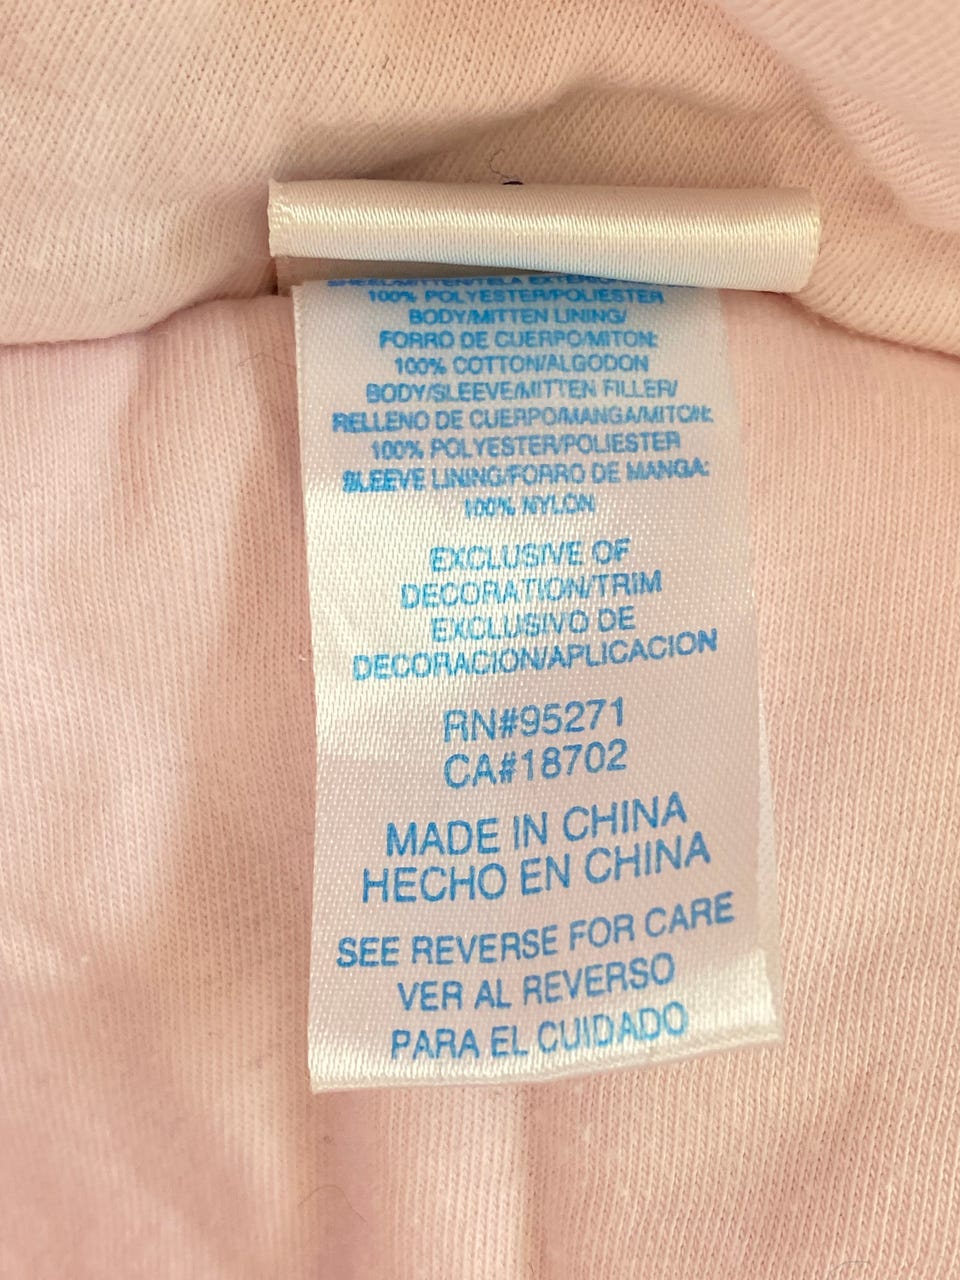 100% POLYESTER/POLIESTER
BODY/MITTEN LINING/
FORRO DE CUERPO/MITON:
100% COTTON/ALGODON
BODY/SLEEVE/MITTEN FILLER/
RELLENO DE CUERPO/MANGA/MITON:
100% POLYESTER/POLIESTER
SLEEVE LINING/FORRO DE MANGA:
100% NYLON
EXCLUSIVE OF
DECORATION/TRIM
EXCLUSIVO DE
DECORACION/APLICACION
RN#95271
CA#18702
MADE IN CHINA
HECHO EN CHINA
SEE REVERSE FOR CARE
VER AL REVERSO
PARA EL CUIDADO